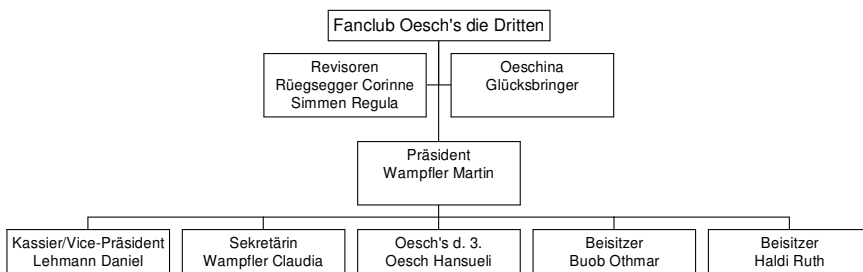 Fanclub Oesch's die Dritten
Revisoren
Rüegsegger Corinne
Simmen Regula
Oeschina
Glücksbringer
Präsident
Wampfler Martin
Kassier/Vice-Präsident
Lehmann Daniel
Sekretärin
Wampfler Claudia
Oesch's d. 3.
Oesch Hansueli
Beisitzer
Buob Othmar
Beisitzer
Haldi Ruth